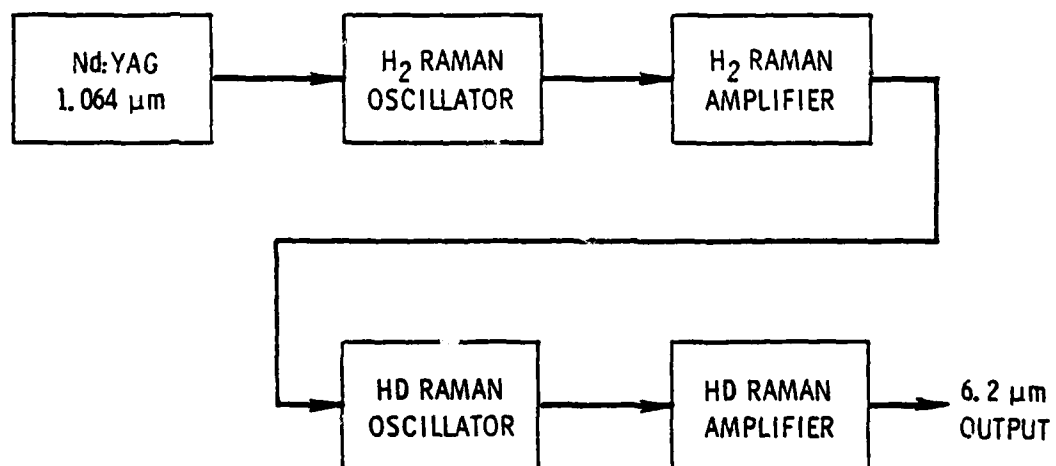 Nd:YAG
1.064 μm
H2 RAMAN
OSCILLATOR
H2 RAMAN
AMPLIFIER
HD RAMAN
OSCILLATOR
HD RAMAN
AMPLIFIER
6.2 μm
OUTPUT